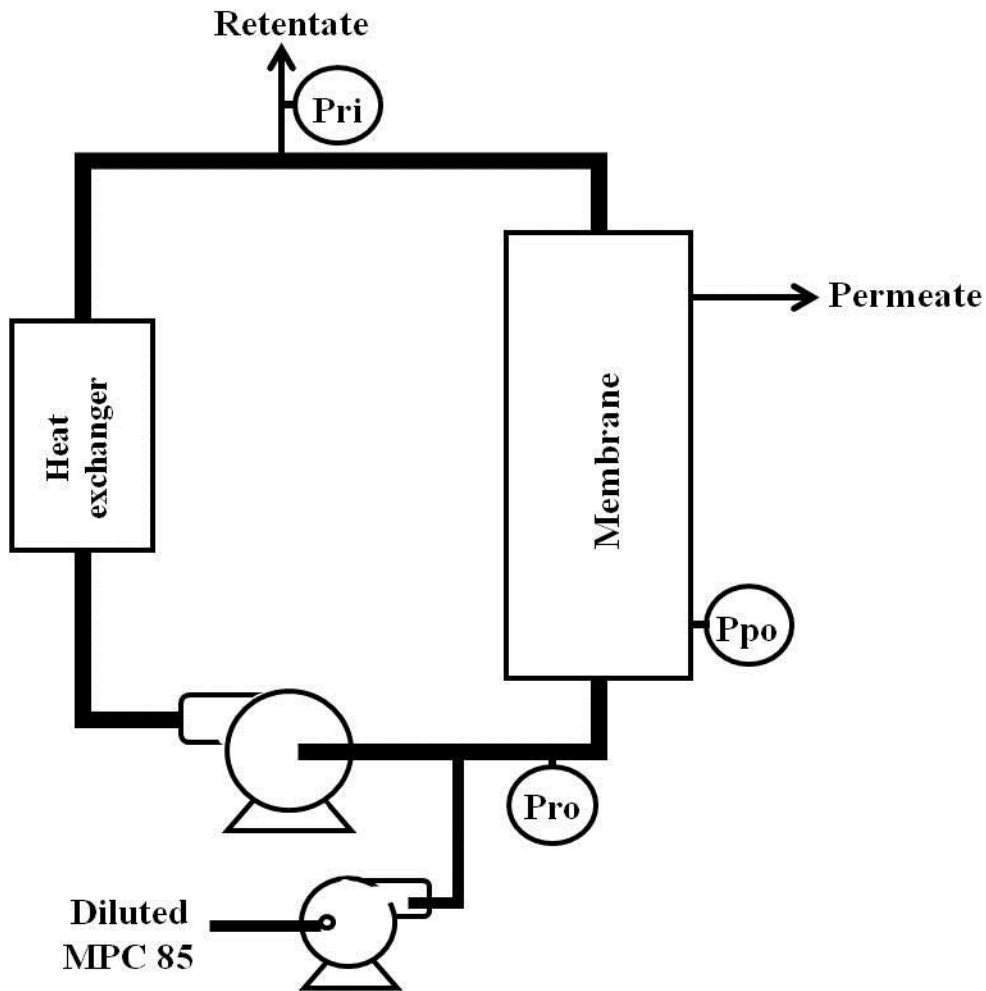 Retentate
Pri
Permeate
Heat
exchanger
Membrane
Ppo
Pro
Diluted
MPC 85